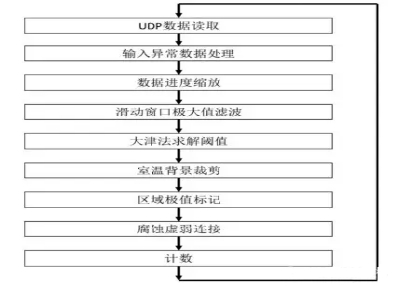 UDP数据读取
输入异常数据处理
数据进度缩放
滑动窗口极大值滤波
大津法求解阈值
室温背景裁剪
区域极值标记
腐蚀虚弱连接
计数